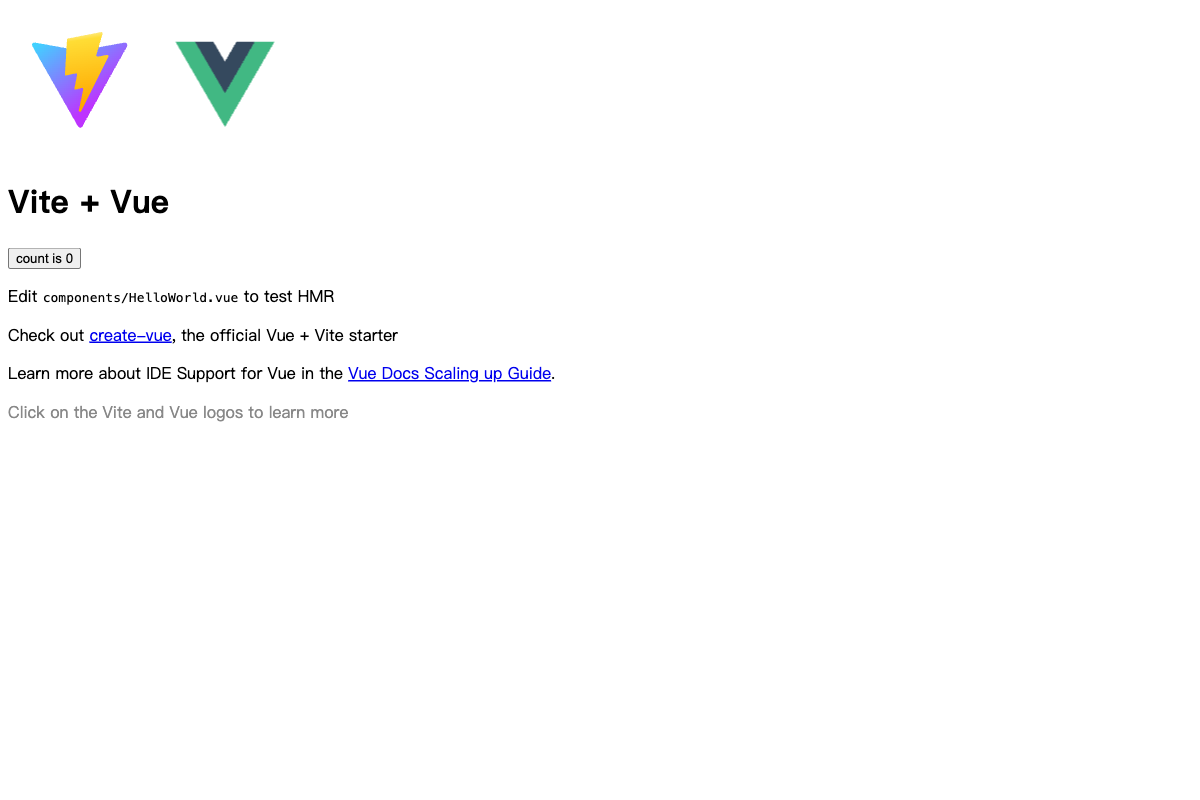 Vite + Vue
count is 0
Edit components/HelloWorld.vue to test HMR
Check out create-vue, the official Vue + Vite starter
Learn more about IDE Support for Vue in the Vue Docs Scaling up Guide.
Click on the Vite and Vue logos to learn more